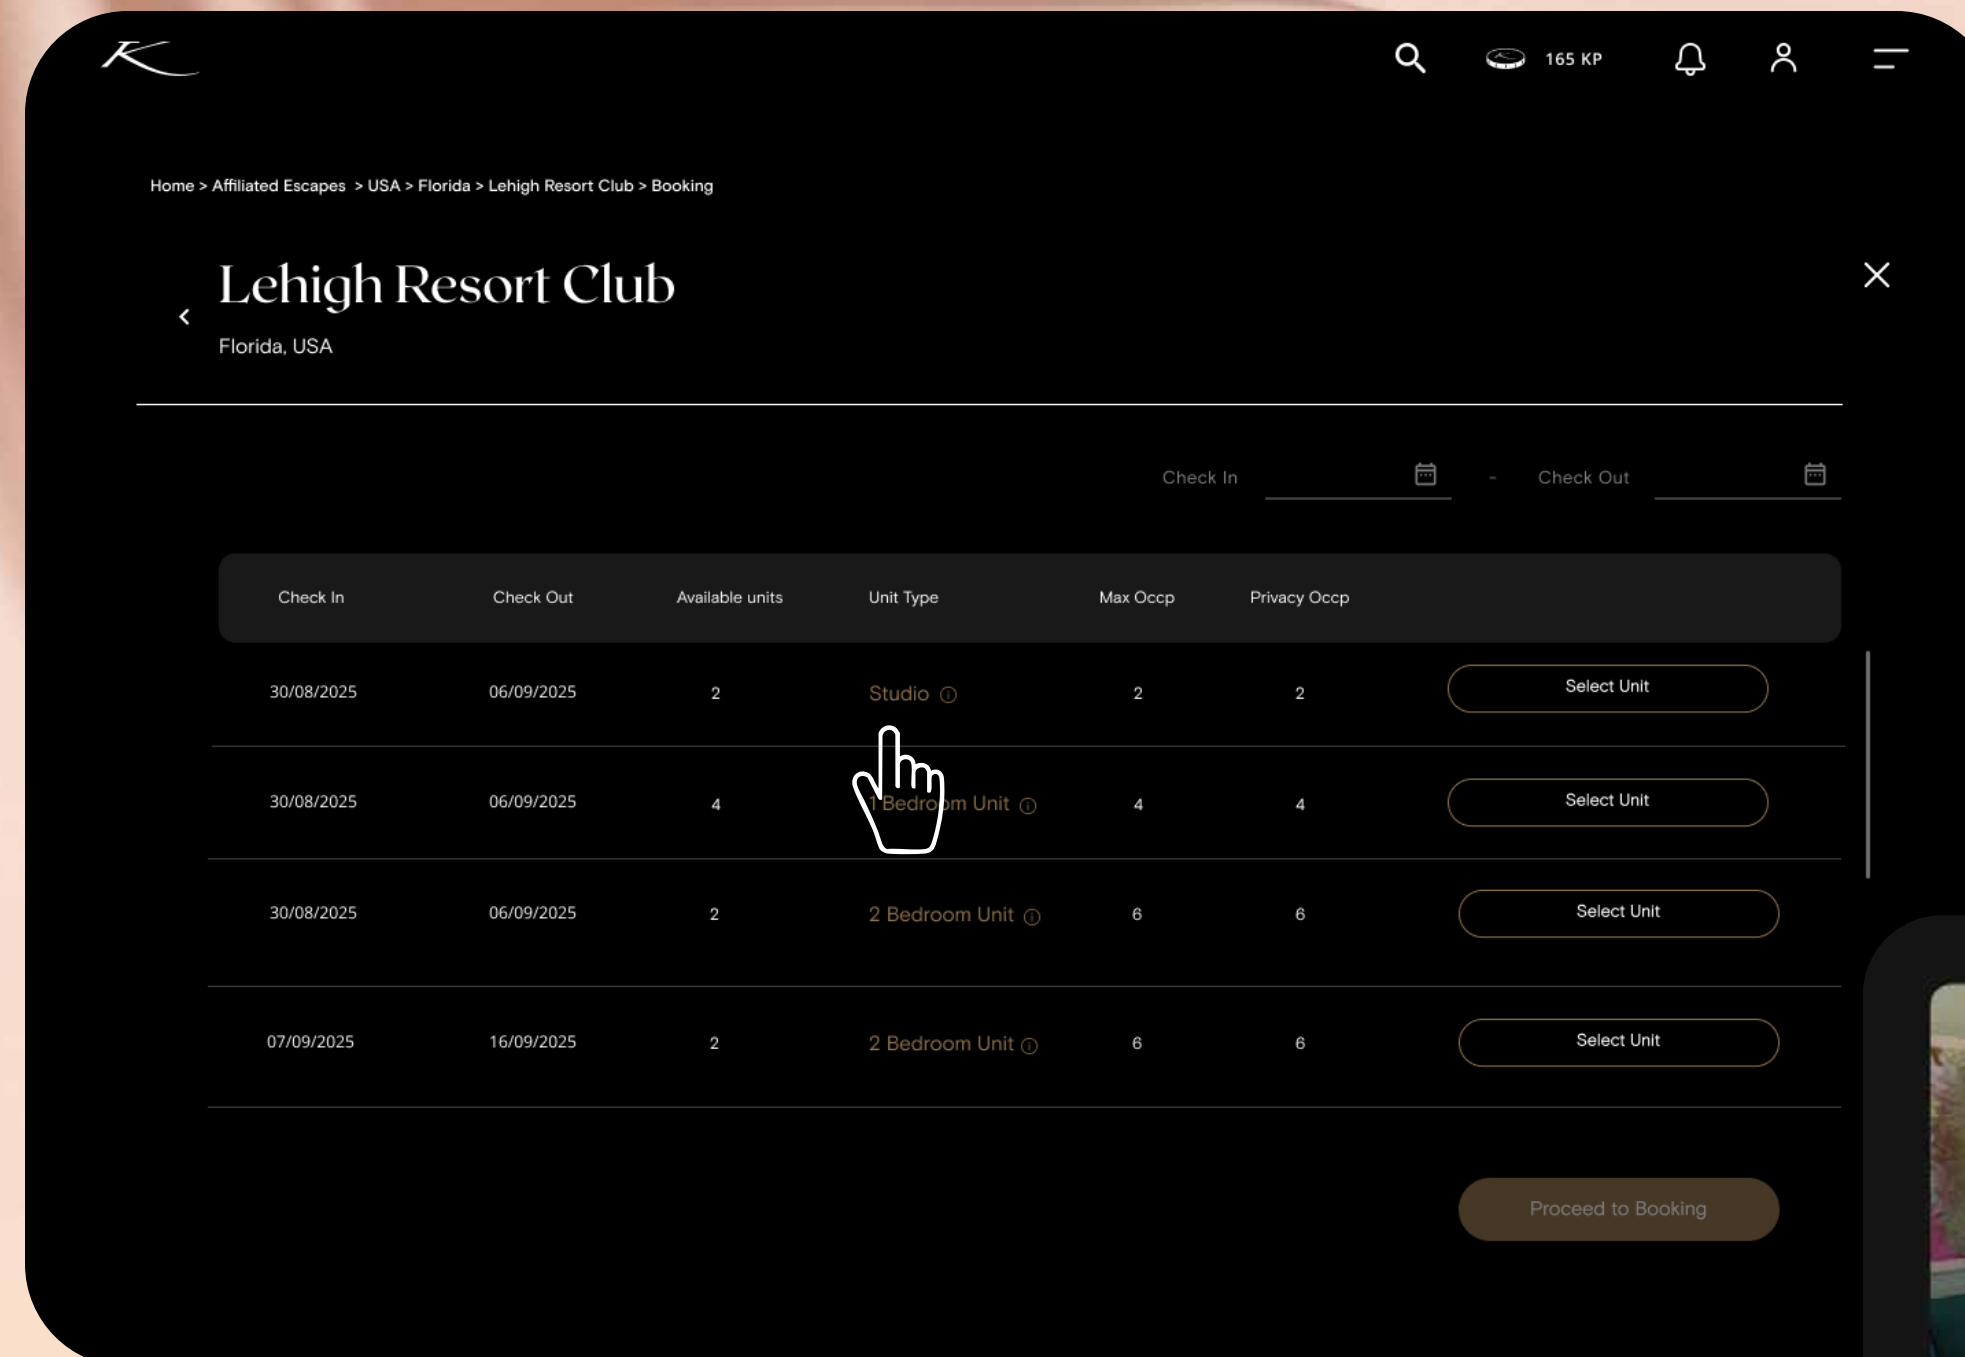 K
165 KP
Home > Affiliated Escapes > USA > Florida > Lehigh Resort Club > Booking
Lehigh Resort Club
Florida, USA
Check In - Check Out
Check In Check Out Available units Unit Type Max Occp Privacy Occp
30/08/2025 06/09/2025 2 Studio 2 2 Select Unit
30/08/2025 06/09/2025 4 1 Bedroom Unit 4 4 Select Unit
30/08/2025 06/09/2025 2 2 Bedroom Unit 6 6 Select Unit
07/09/2025 16/09/2025 2 2 Bedroom Unit 6 6 Select Unit
Proceed to Booking